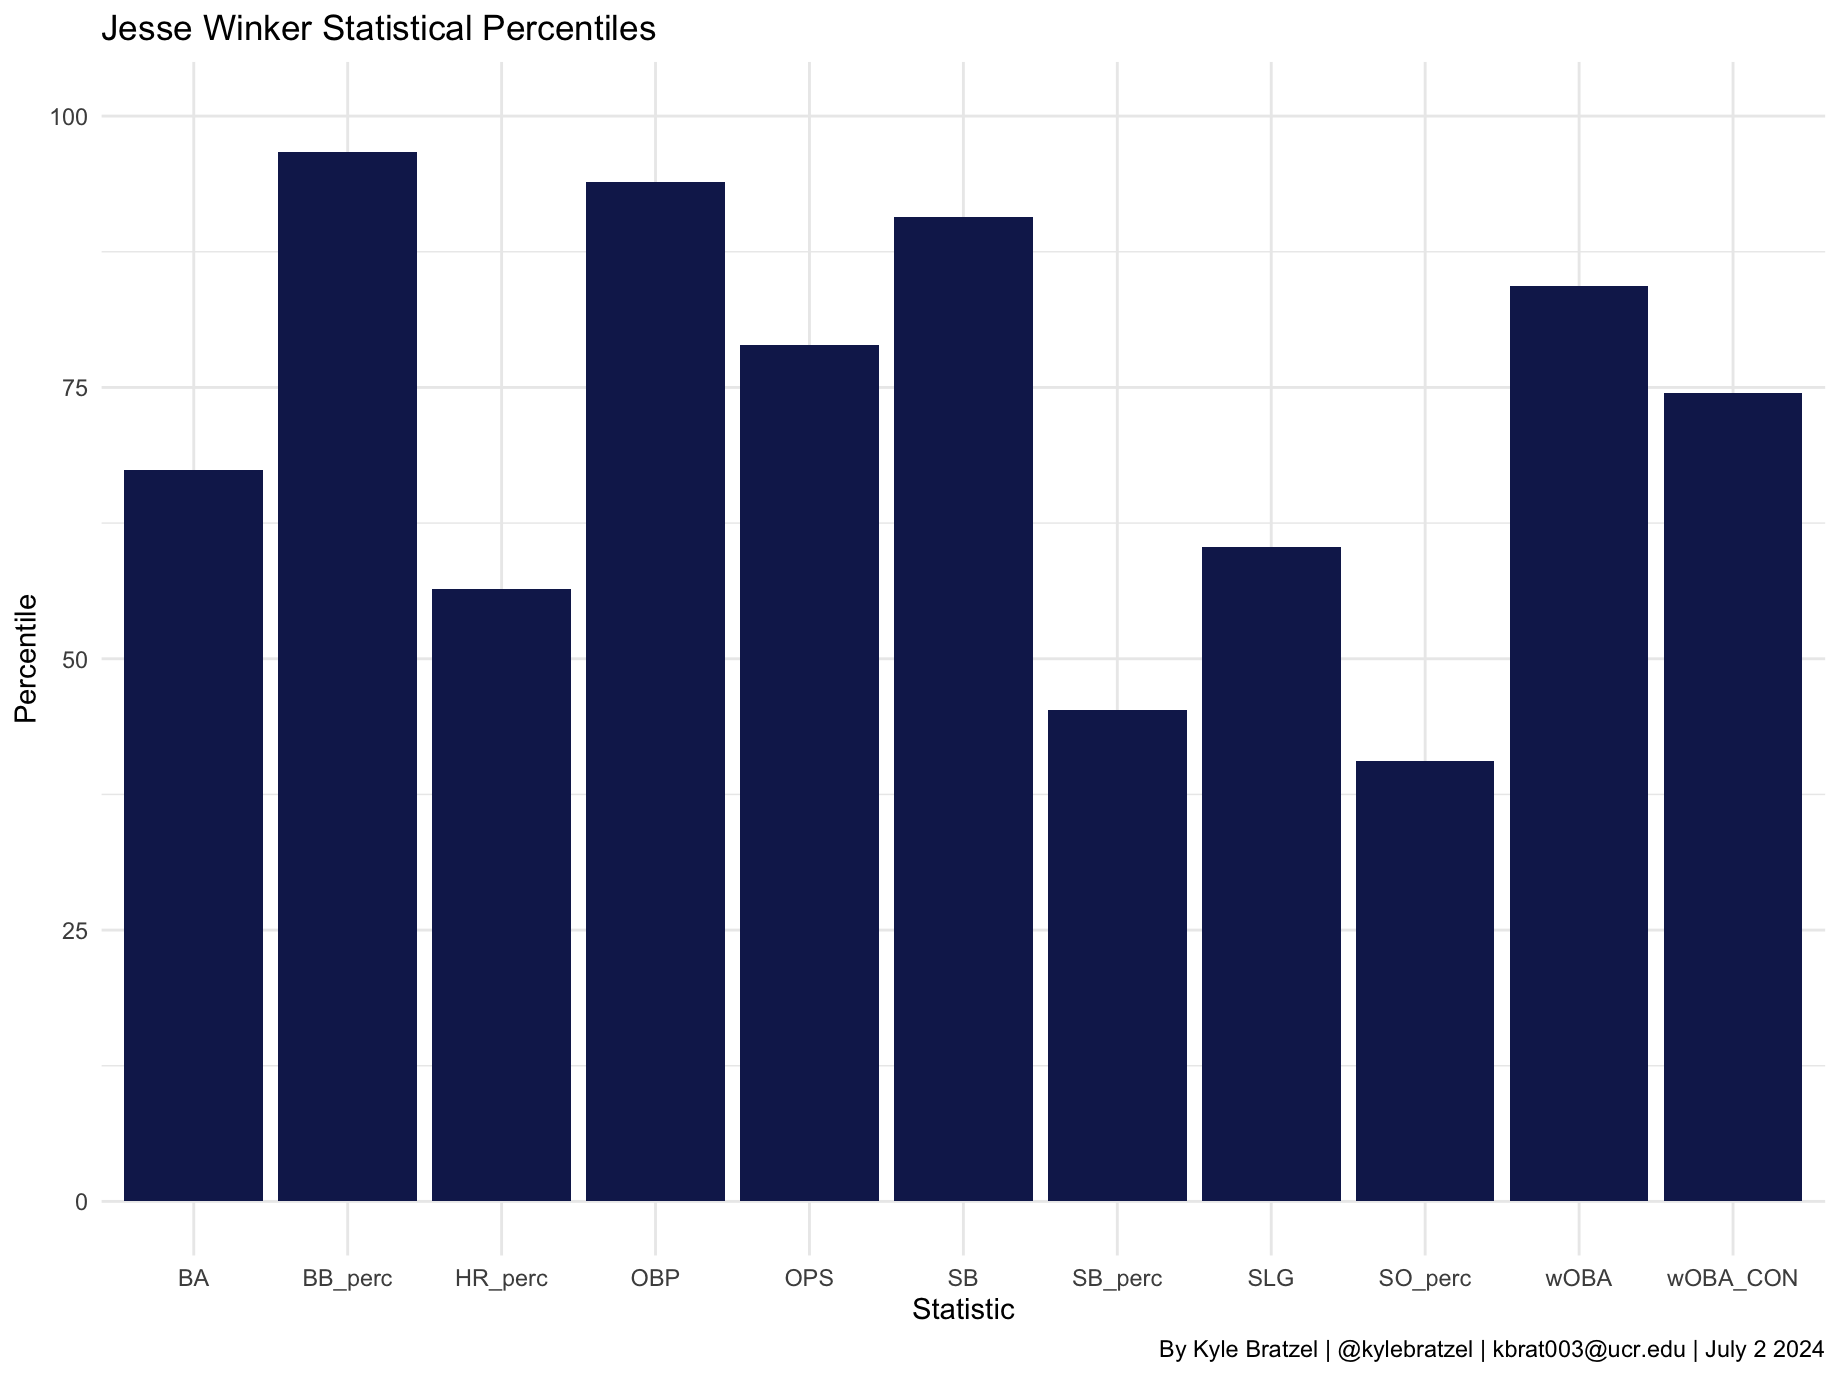 Jesse Winker Statistical Percentiles
100
75
50
25
0
Percentile
BA BB_perc HR_perc OBP OPS SB SB_perc SLG SO_perc wOBA wOBA_CON
Statistic
By Kyle Bratzel | @kylebratzel | kbrat003@ucr.edu | July 2 2024